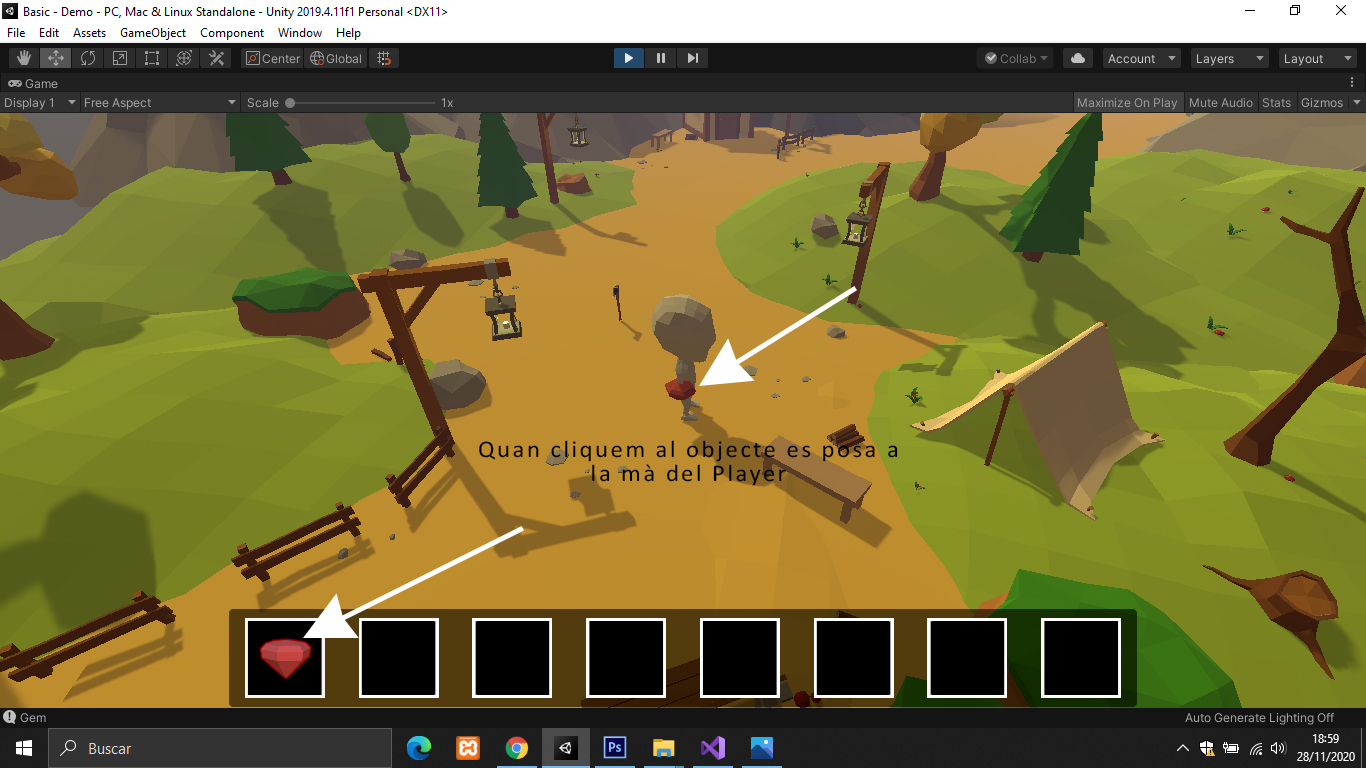 Basic - Demo - PC, Mac & Linux Standalone - Unity 2019.4.11f1 Personal <DX11>
File Edit Assets GameObject Component Window Help
Center Global Collab Account Layers Layout
Game
Display 1 Free Aspect Scale 1x Maximize On Play Mute Audio Stats Gizmos
Quan cliquem al objecte es posa a
la mà del Player
Gem Auto Generate Lighting Off
Buscar
Ps
18:59
28/11/2020